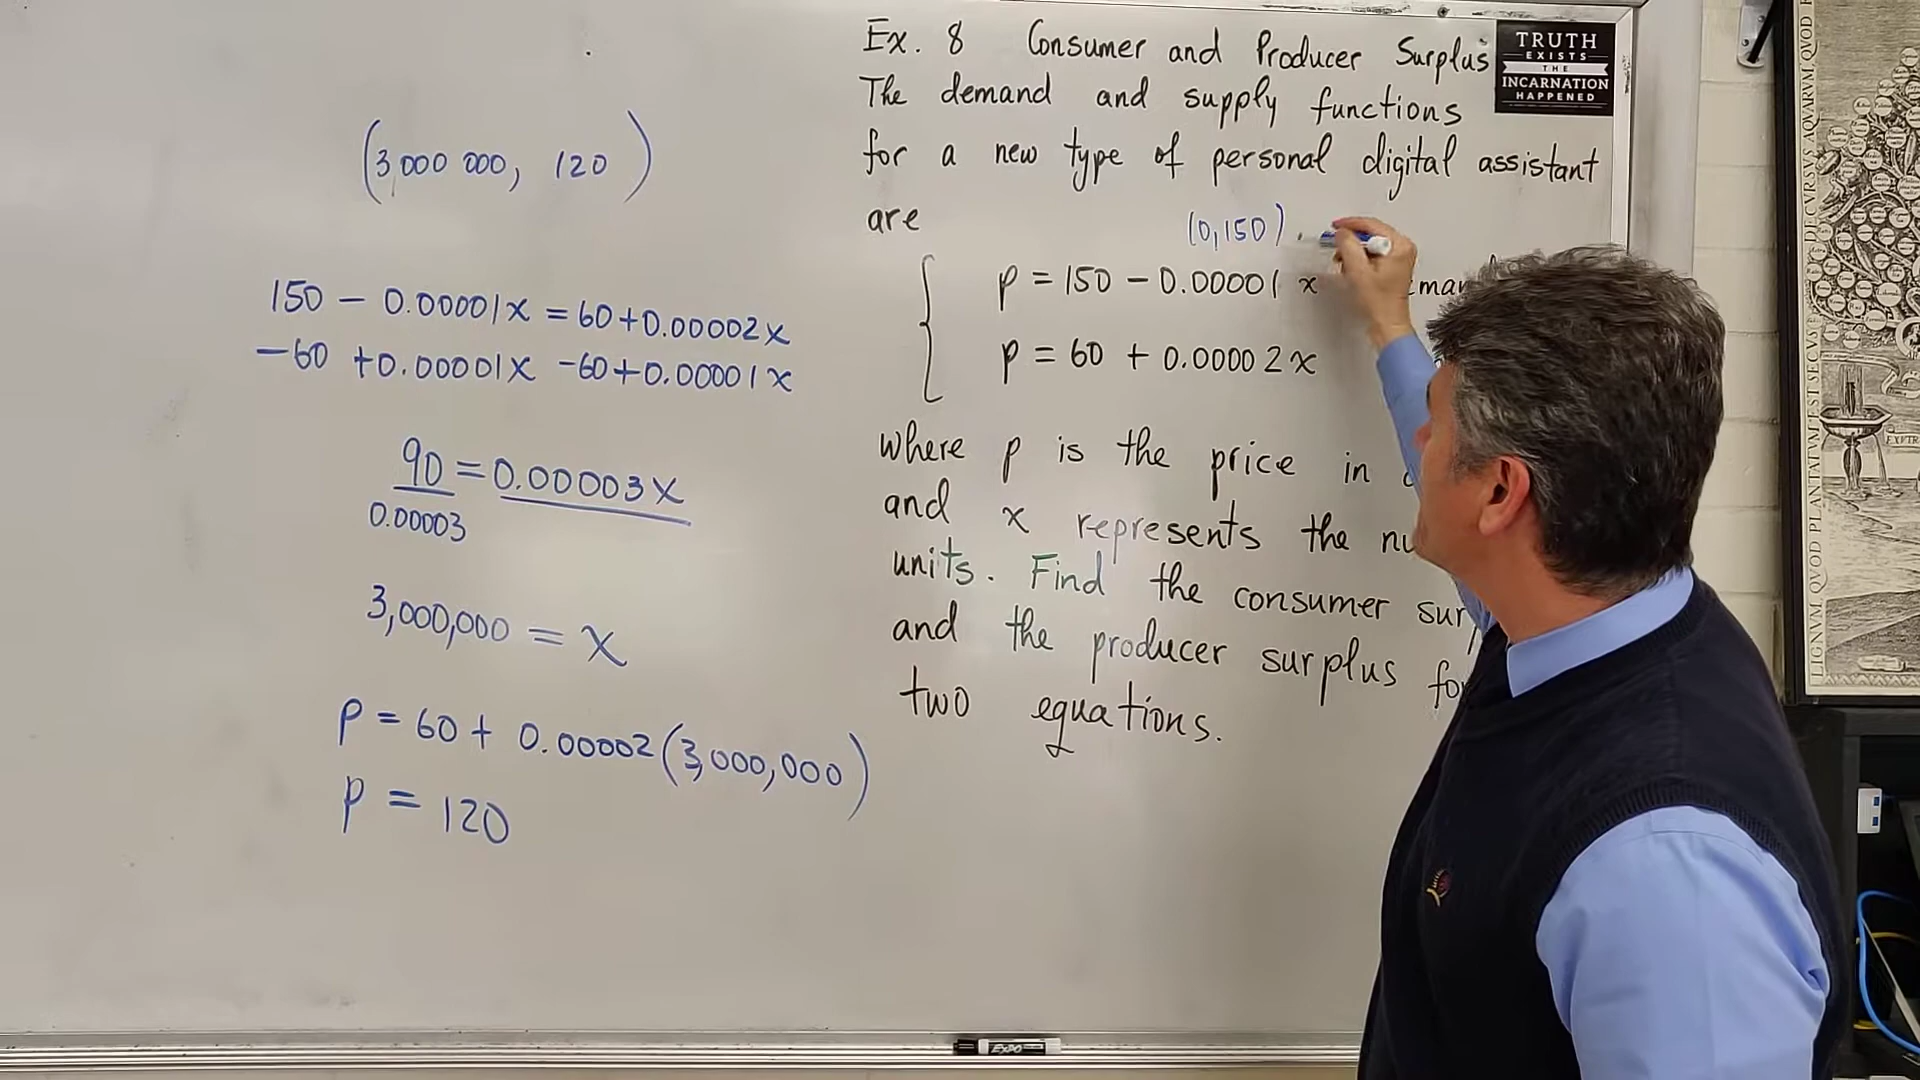 Ex. 8 Consumer and Producer Surplus
The demand and supply functions
for a new type of personal digital assistant
are
(0,150)
p = 150 - 0.00001 x
p = 60 + 0.00002x
where p is the price in
and x represents the
units. Find the consumer
and the producer surplus
two equations.
TRUTH
EXISTS
THE
INCARNATION
HAPPENED
(3,000 000, 120)
150 - 0.00001x = 60+0.00002x
-60 +0.00001x -60+0.00001x
90 = 0.00003x
0.00003
3,000,000 = x
p = 60 + 0.00002(3,000,000)
p = 120
EXPO